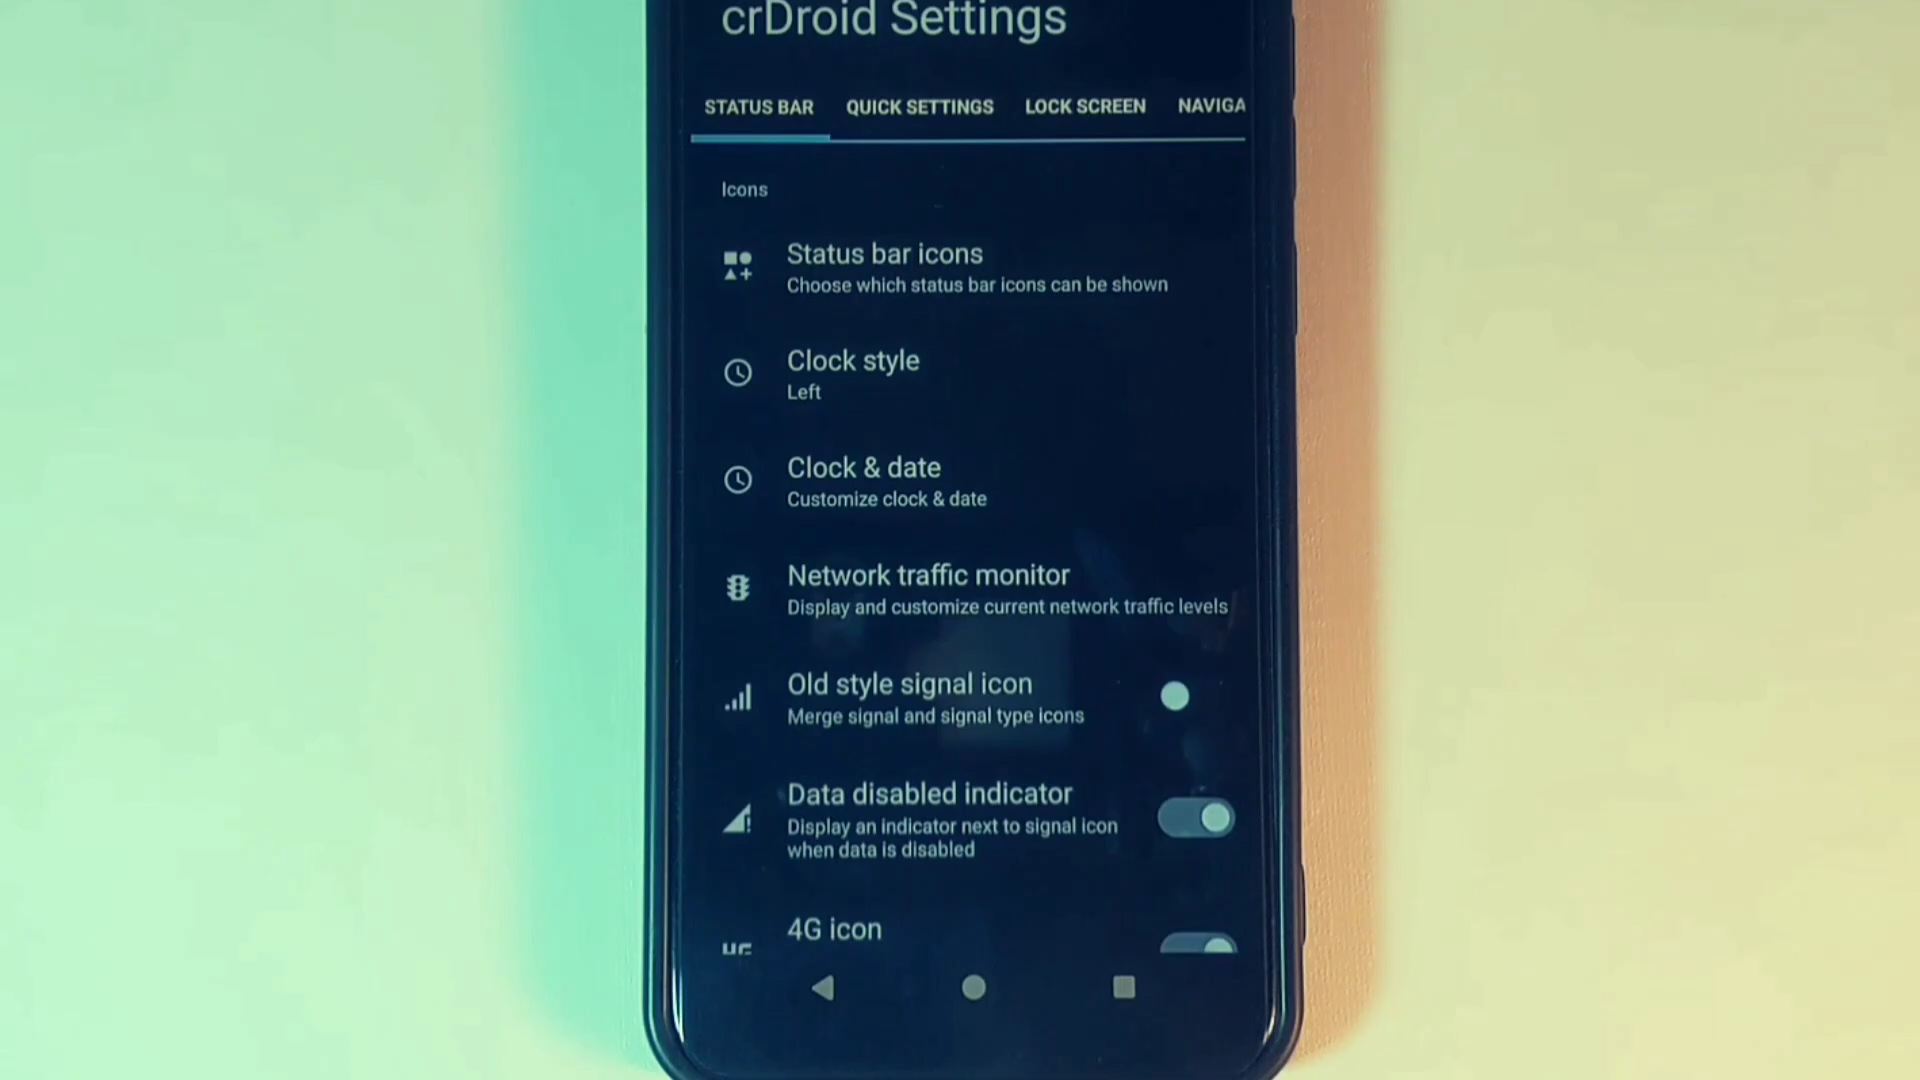 crDroid Settings
STATUS BAR QUICK SETTINGS LOCK SCREEN NAVIGA
Icons
Status bar icons
Choose which status bar icons can be shown
Clock style
Left
Clock & date
Customize clock & date
Network traffic monitor
Display and customize current network traffic levels
Old style signal icon
Merge signal and signal type icons
Data disabled indicator
Display an indicator next to signal icon
when data is disabled
4G icon